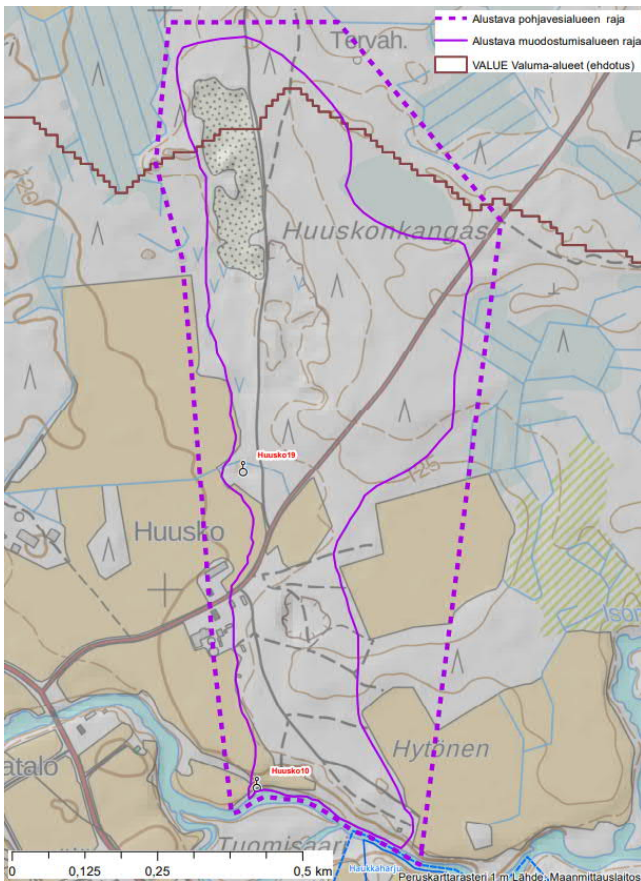 Alustava pohjavesialueen raja
Alustava muodostumisalueen raja
VALUE Valuma-alueet (ehdotus)
Tervah.
120
Huuskonkangas
125
Huusko19
Huusko
Hytönen
Huusko10
Tuomisaari
Haukkaharju
0 0,125 0,25 0,5 km
Peruskarttarasteri 1 m Lähde: Maanmittauslaitos